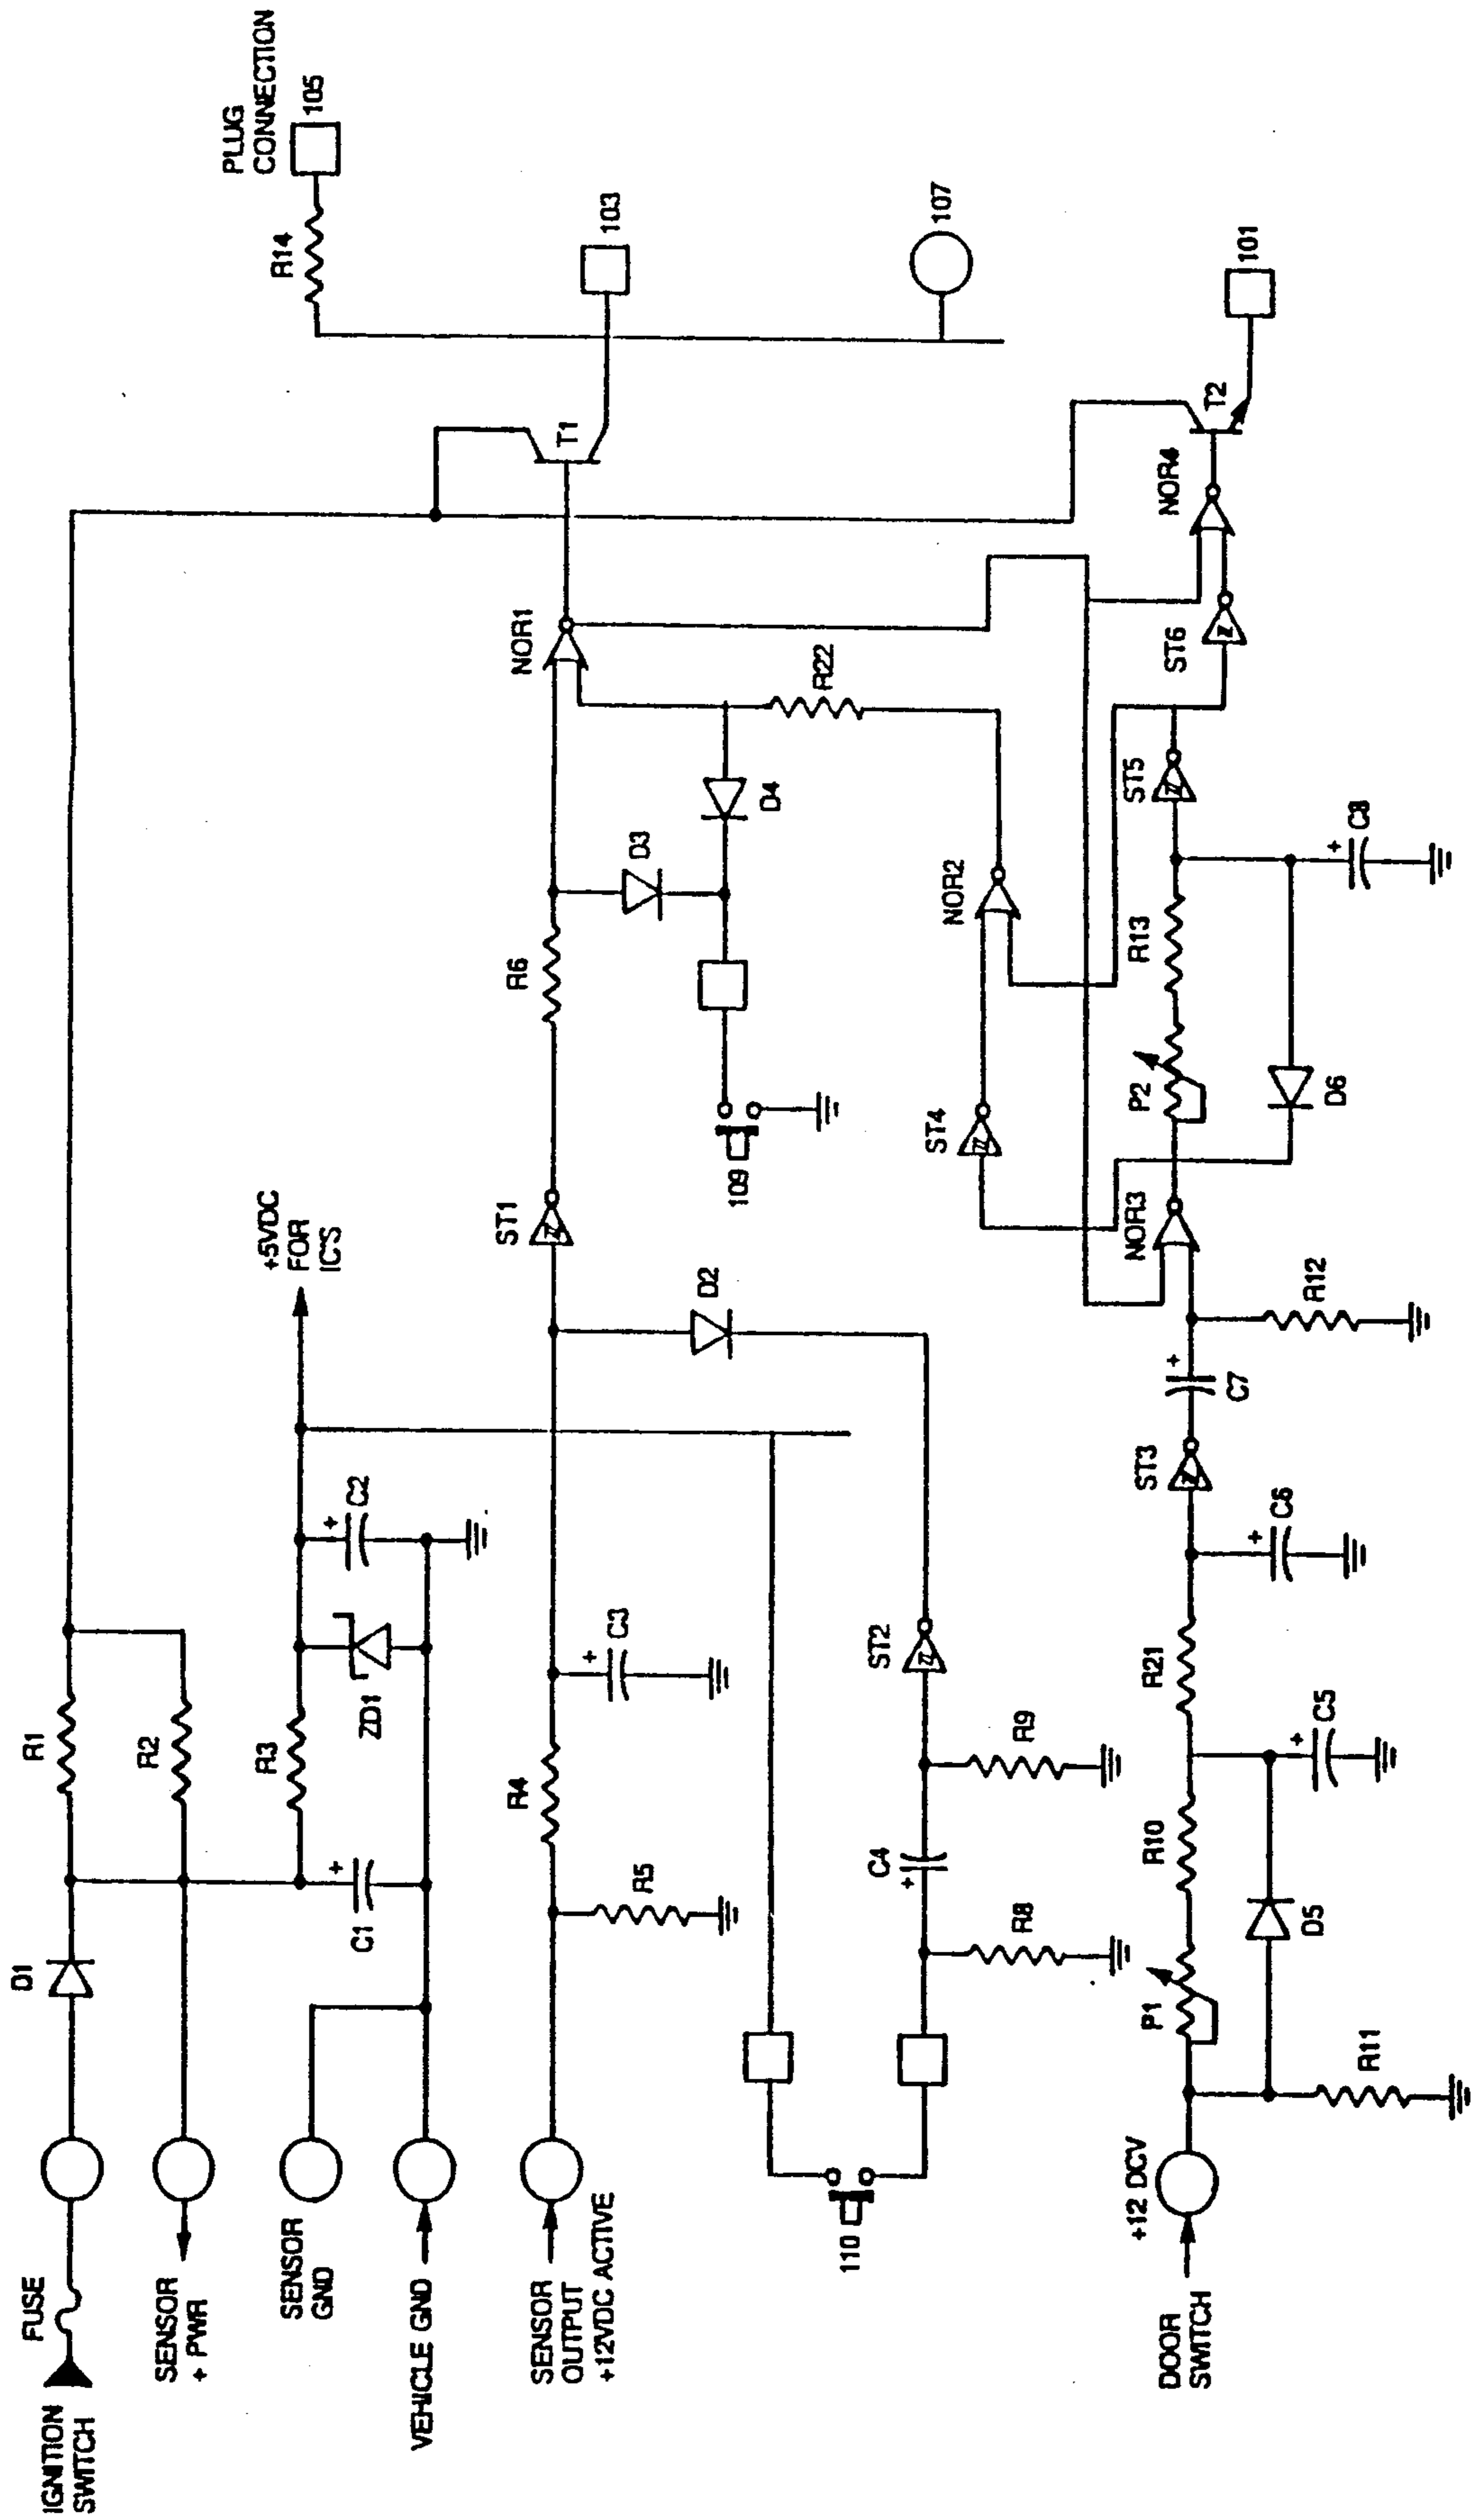 IGNITION
SWITCH
FUSE
D1
R1
SENSOR
+ PWR
R2
SENSOR
GND
R3
C1
+
ZD1
C2
+
+5VDC
FOR
ICS
PLUG
CONNECTION
R14
105
VEHICLE GND
SENSOR
OUTPUT
+12VDC ACTIVE
R5
R4
C3
+
ST1
R6
NOR1
T1
103
D2
D3
D4
R22
109
107
110
R8
C4
+
R9
ST2
ST4
NOR2
DOOR
SWITCH
+12 DCV
P1
R10
R21
ST3
C7
+
NOR3
P2
R13
ST5
ST6
NOR4
T2
101
R11
D5
C5
+
C6
+
R12
D6
C8
+